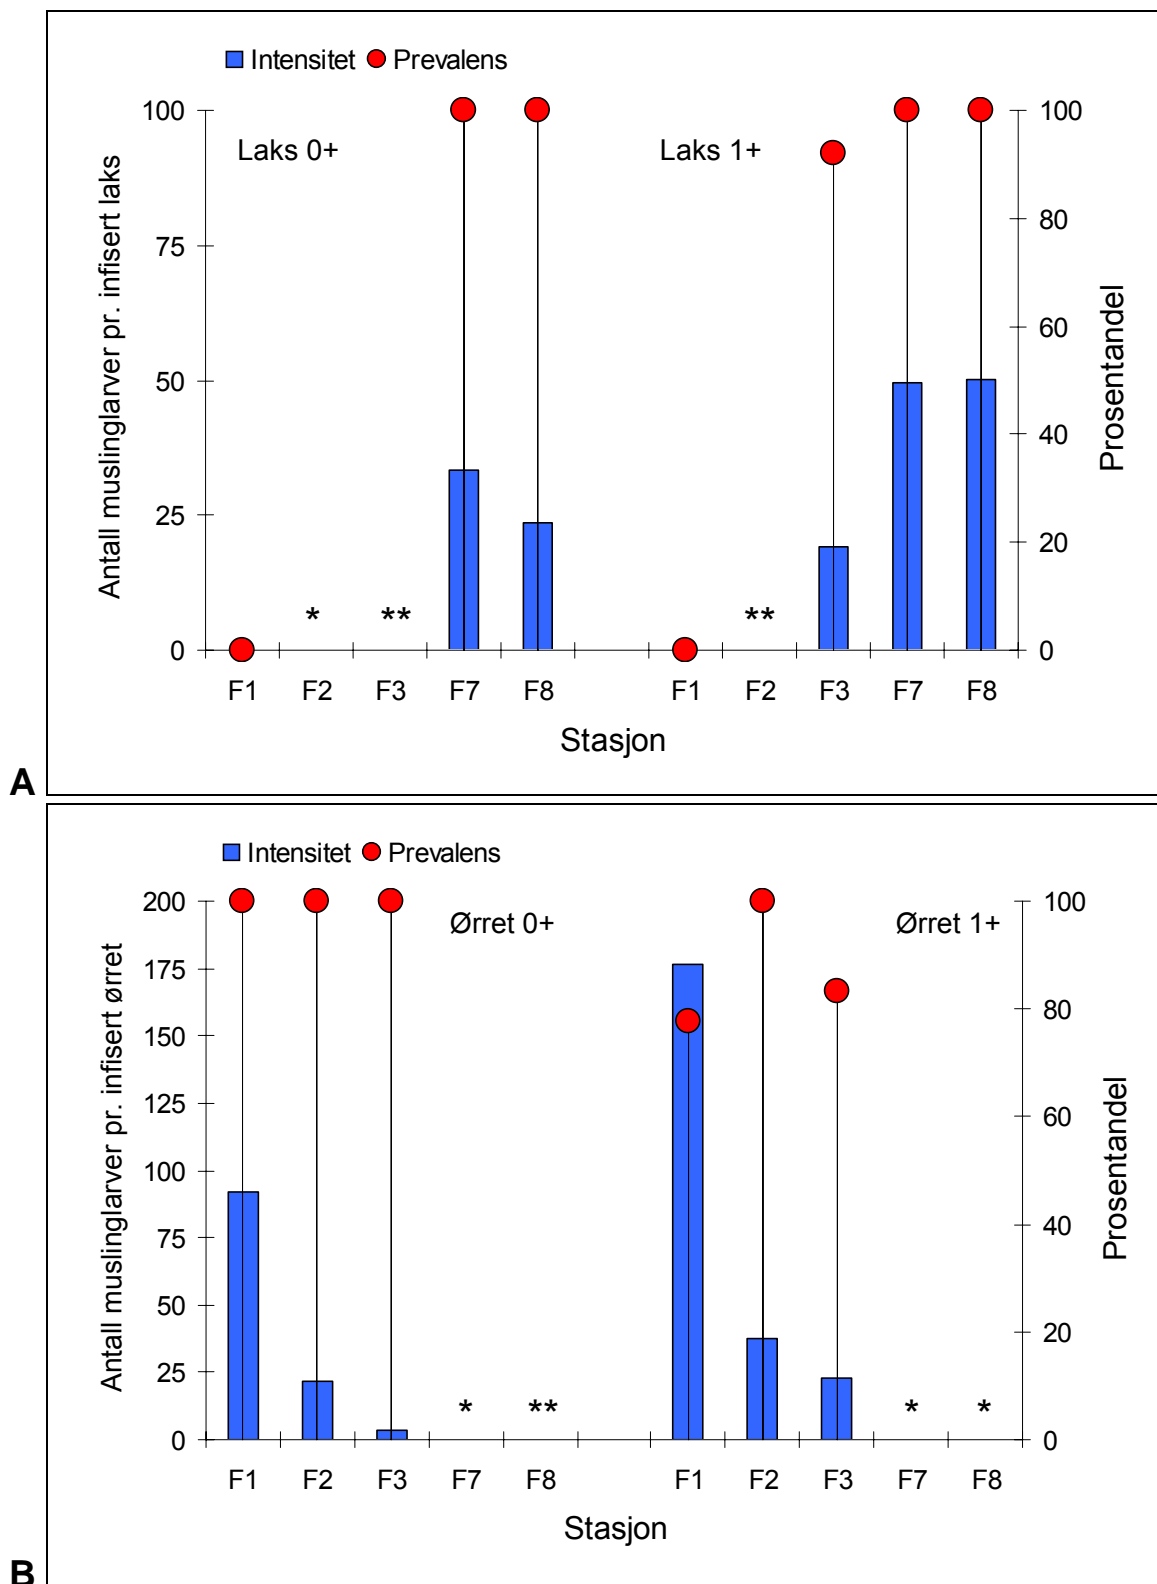 Intensitet Prevalens
Laks 0+ Laks 1+
Antall muslinglarver pr. infisert laks
100
75
50
25
0
Prosentandel
100
80
60
40
20
0
* ** **
F1 F2 F3 F7 F8 F1 F2 F3 F7 F8
Stasjon
A
Intensitet Prevalens
Ørret 0+ Ørret 1+
Antall muslinglarver pr. infisert ørret
200
175
150
125
100
75
50
25
0
Prosentandel
100
80
60
40
20
0
* ** * *
F1 F2 F3 F7 F8 F1 F2 F3 F7 F8
Stasjon
B